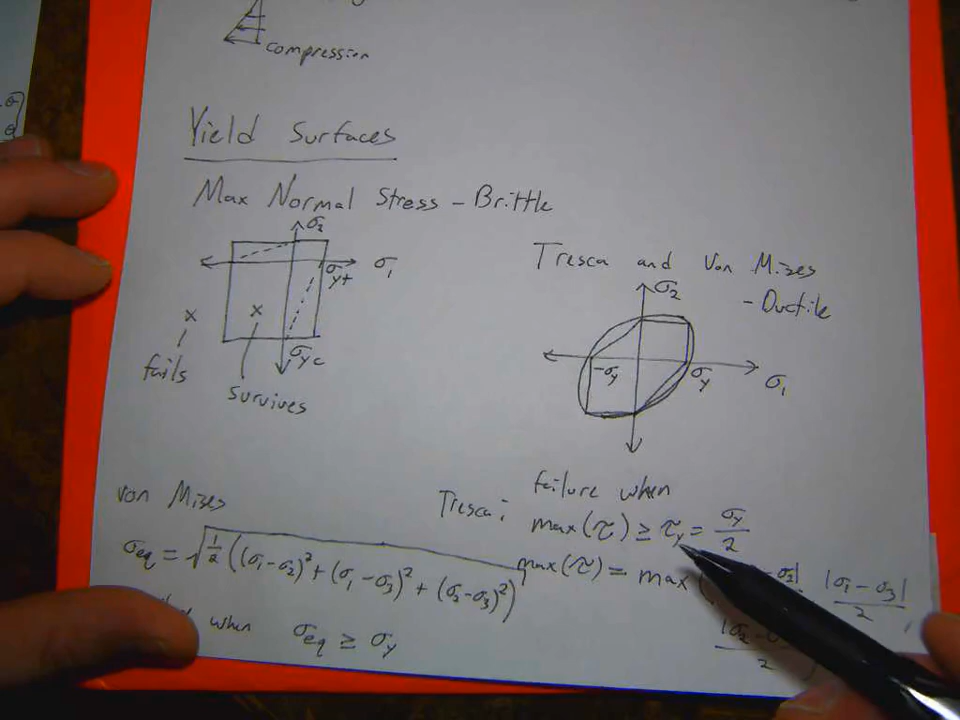 compression
Yield Surfaces
Max Normal Stress - Brittle
σ₂
σ₁
σyt
x
x
σyc
fails
survives
Tresca and Von Mises
- Ductile
σ₂
-σy
σy
σ₁
von Mises
σeq = √(1/2 ((σ₁-σ₂)² + (σ₁-σ₃)² + (σ₂-σ₃)²))
when σeq ≥ σy
Tresca: failure when
max(τ) ≥ τy = σy/2
max(τ) = max ( |σ₁-σ₃|/2